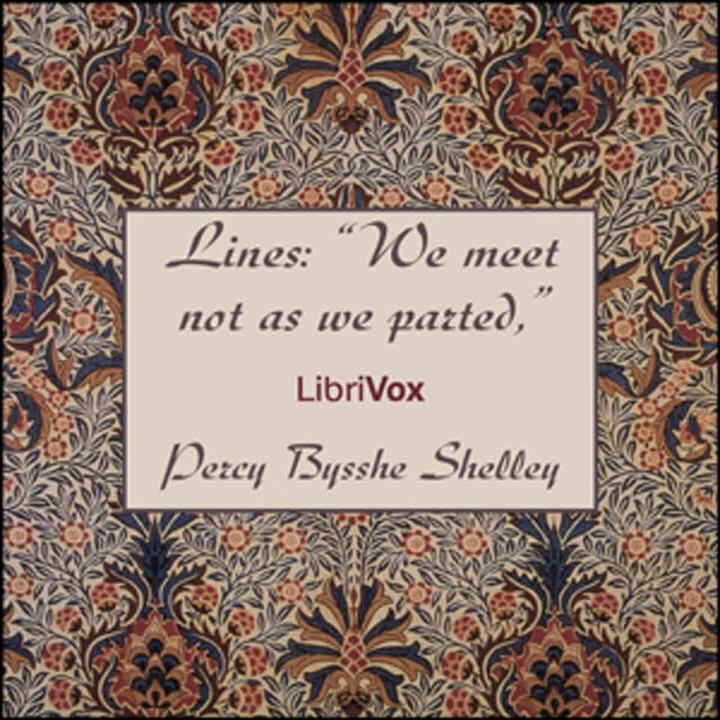 Lines: “We meet
not as we parted,”
LibriVox
Percy Bysshe Shelley